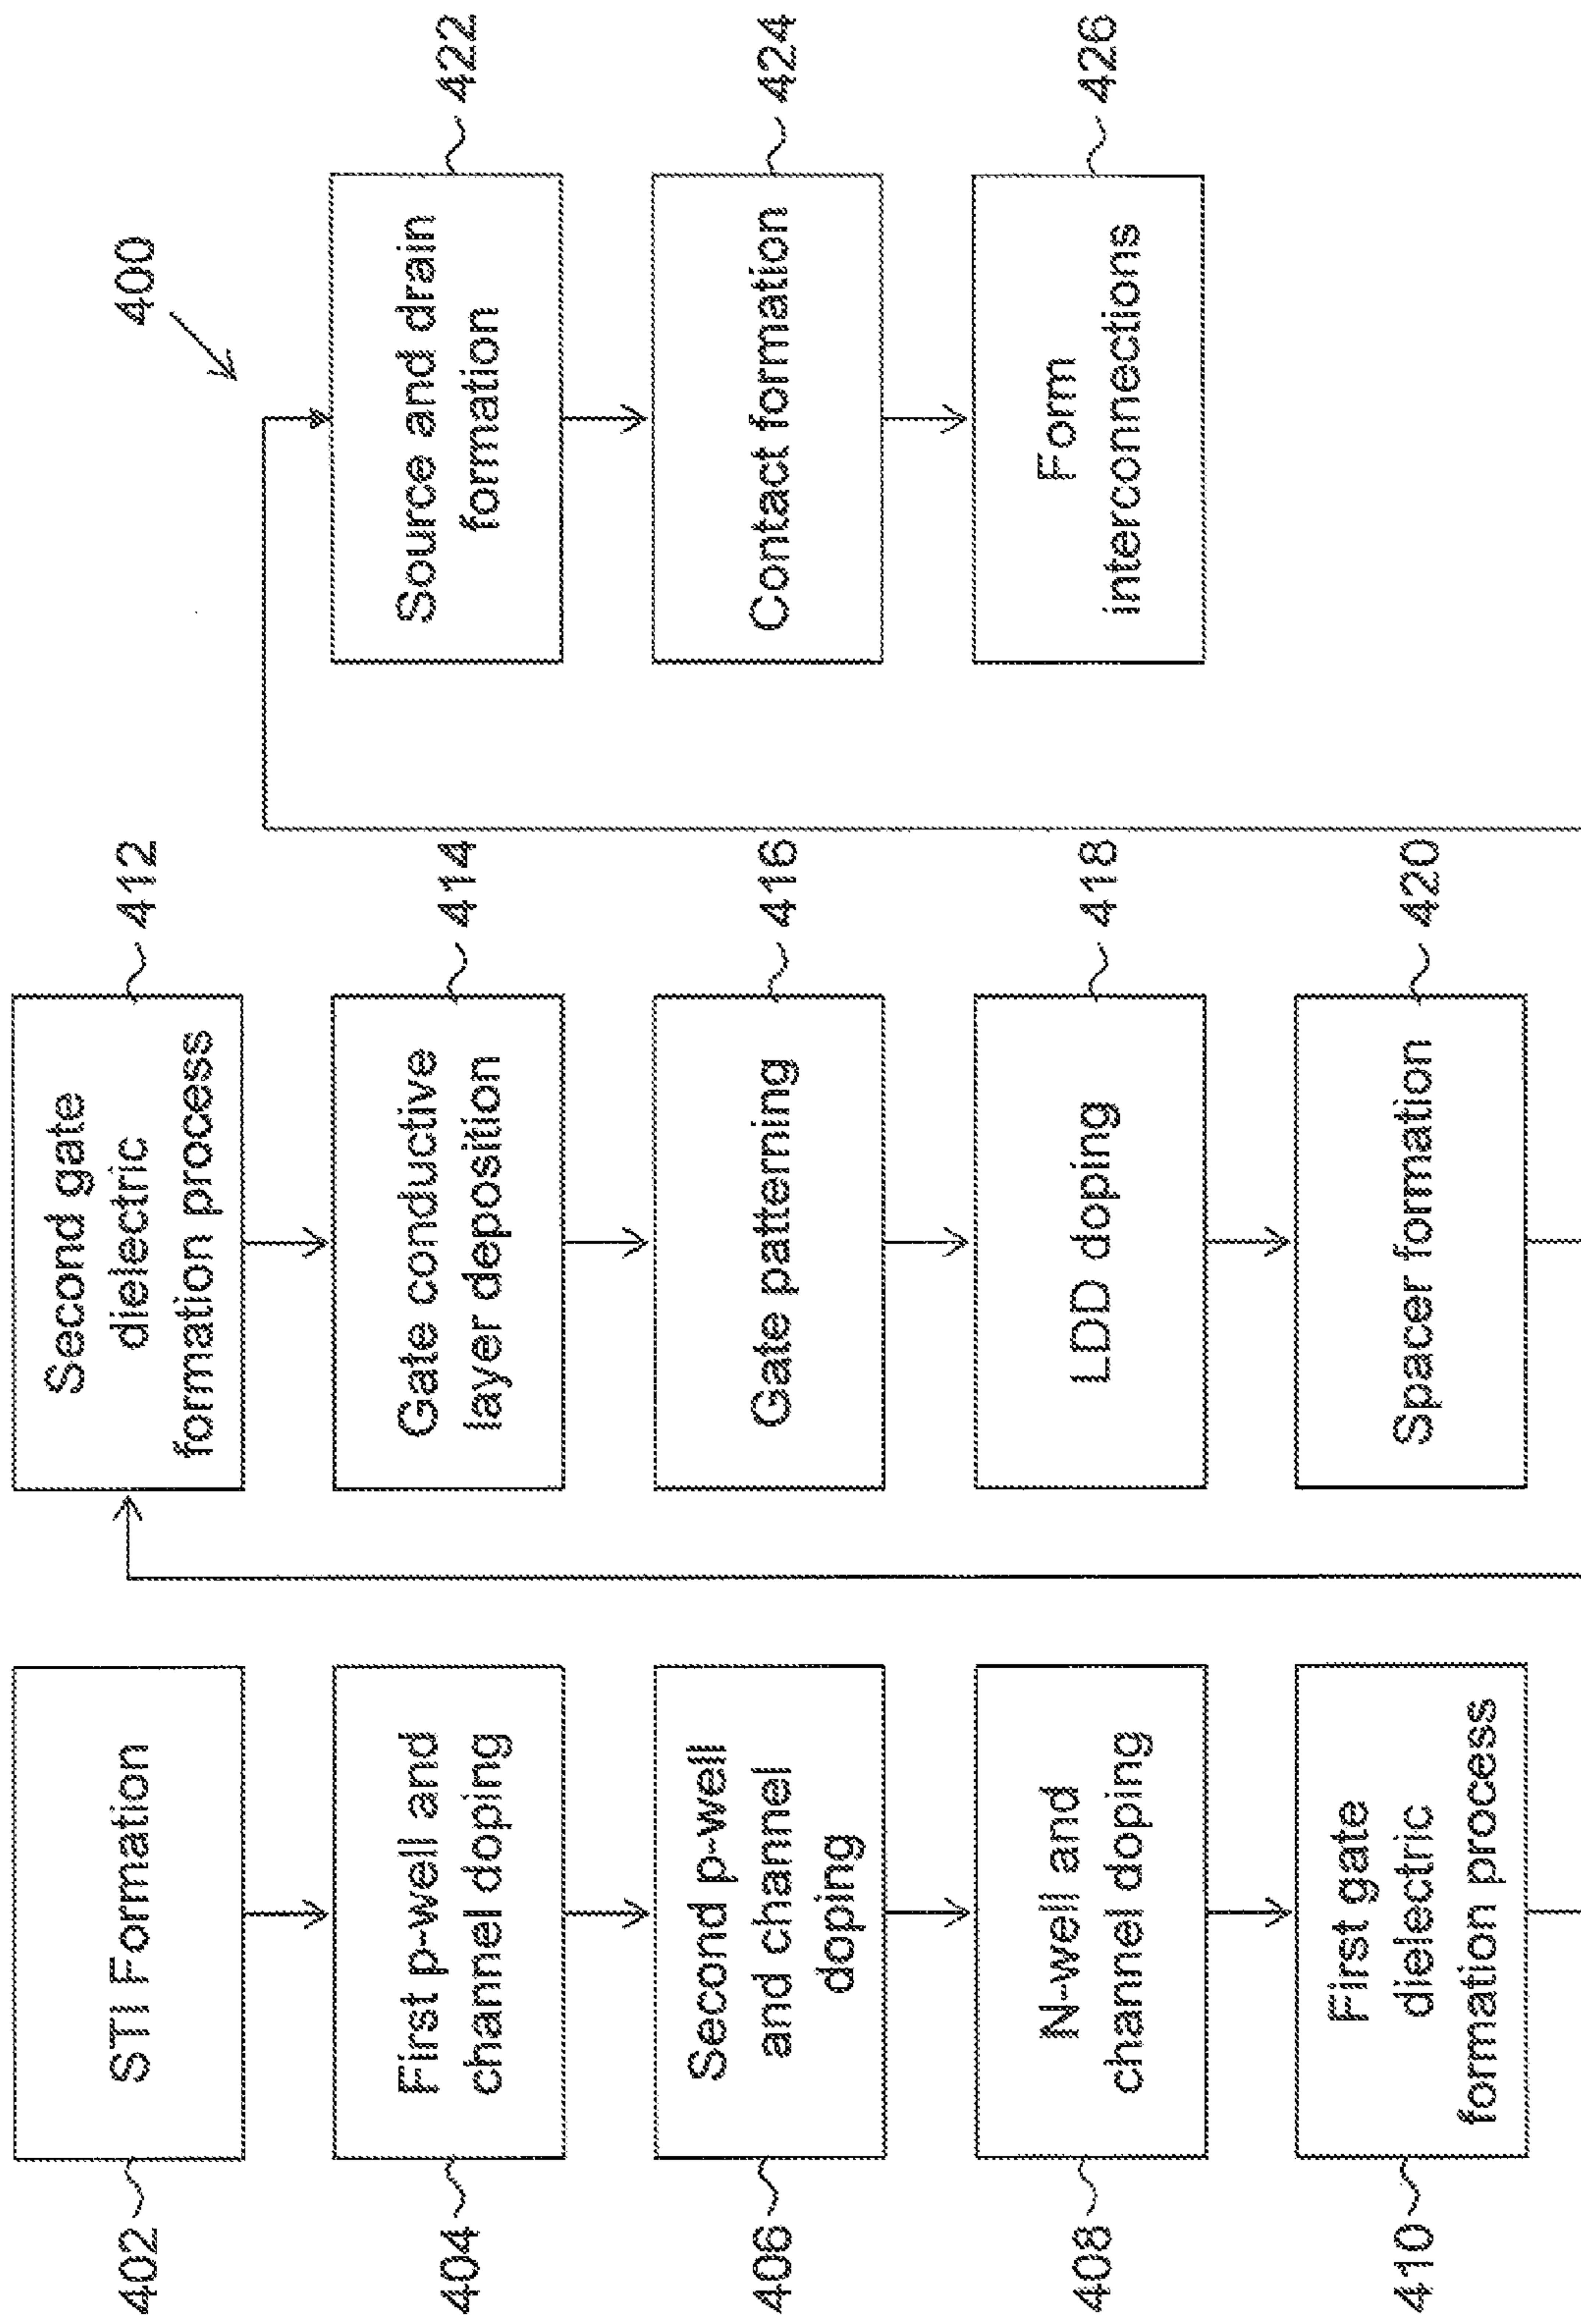 400
402
STI Formation
404
First p-well and
channel doping
406
Second p-well
and channel
doping
408
N-well and
channel doping
410
First gate
dielectric
formation process
412
Second gate
dielectric
formation process
414
Gate conductive
layer deposition
416
Gate patterning
418
LDD doping
420
Spacer formation
422
Source and drain
formation
424
Contact formation
426
Form
interconnections